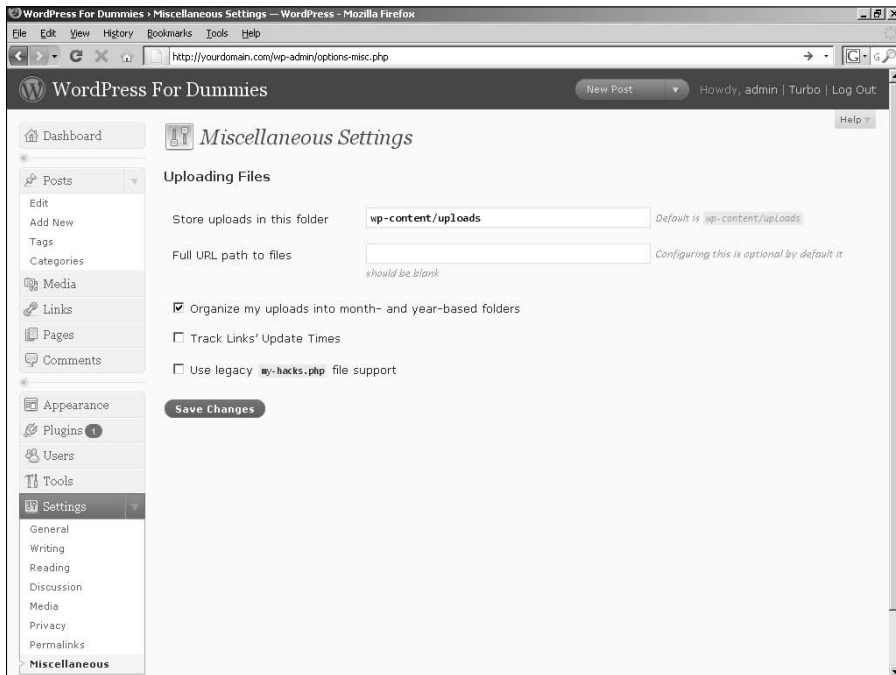 WordPress For Dummies › Miscellaneous Settings — WordPress - Mozilla Firefox
File Edit View History Bookmarks Tools Help
http://yourdomain.com/wp-admin/options-misc.php
G
G
WordPress For Dummies
New Post
Howdy, admin | Turbo | Log Out
Help
Dashboard
Miscellaneous Settings
Posts
Edit
Add New
Tags
Categories
Media
Links
Pages
Comments
Appearance
Plugins 1
Users
Tools
Settings
General
Writing
Reading
Discussion
Media
Privacy
Permalinks
Miscellaneous
Uploading Files
Store uploads in this folder wp-content/uploads Default is wp-content/uploads
Full URL path to files Configuring this is optional by default it
should be blank
Organize my uploads into month- and year-based folders
Track Links' Update Times
Use legacy my-hacks.php file support
Save Changes